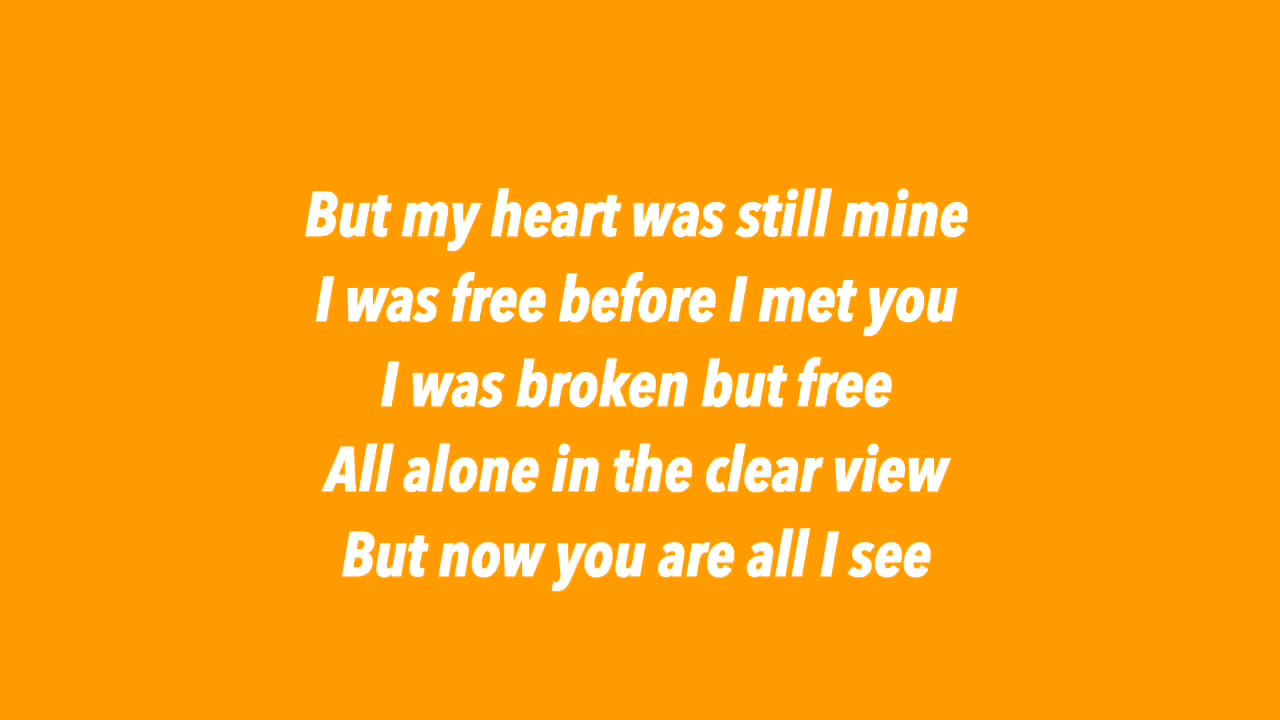 But my heart was still mine
I was free before I met you
I was broken but free
All alone in the clear view
But now you are all I see